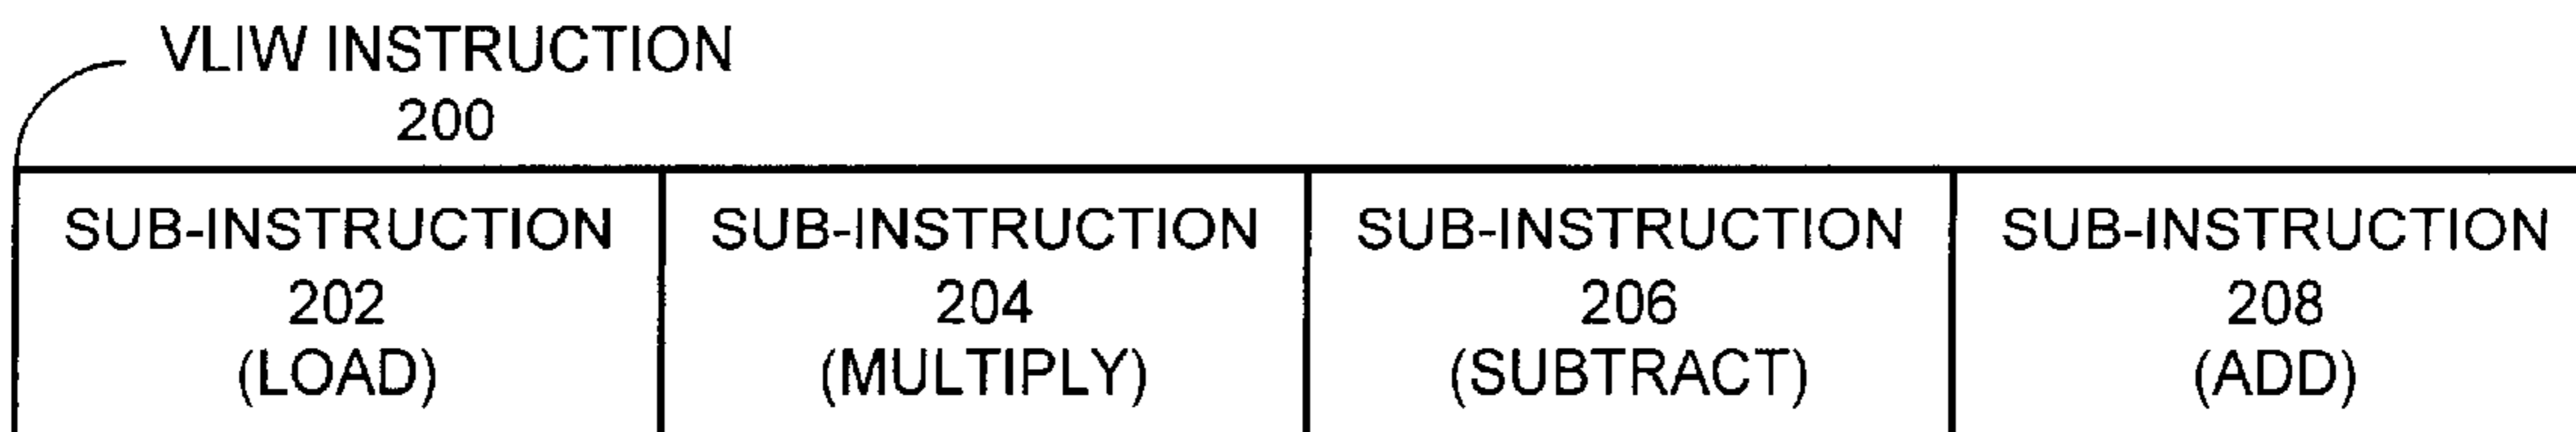 VLIW INSTRUCTION
200
SUB-INSTRUCTION
202
(LOAD)
SUB-INSTRUCTION
204
(MULTIPLY)
SUB-INSTRUCTION
206
(SUBTRACT)
SUB-INSTRUCTION
208
(ADD)